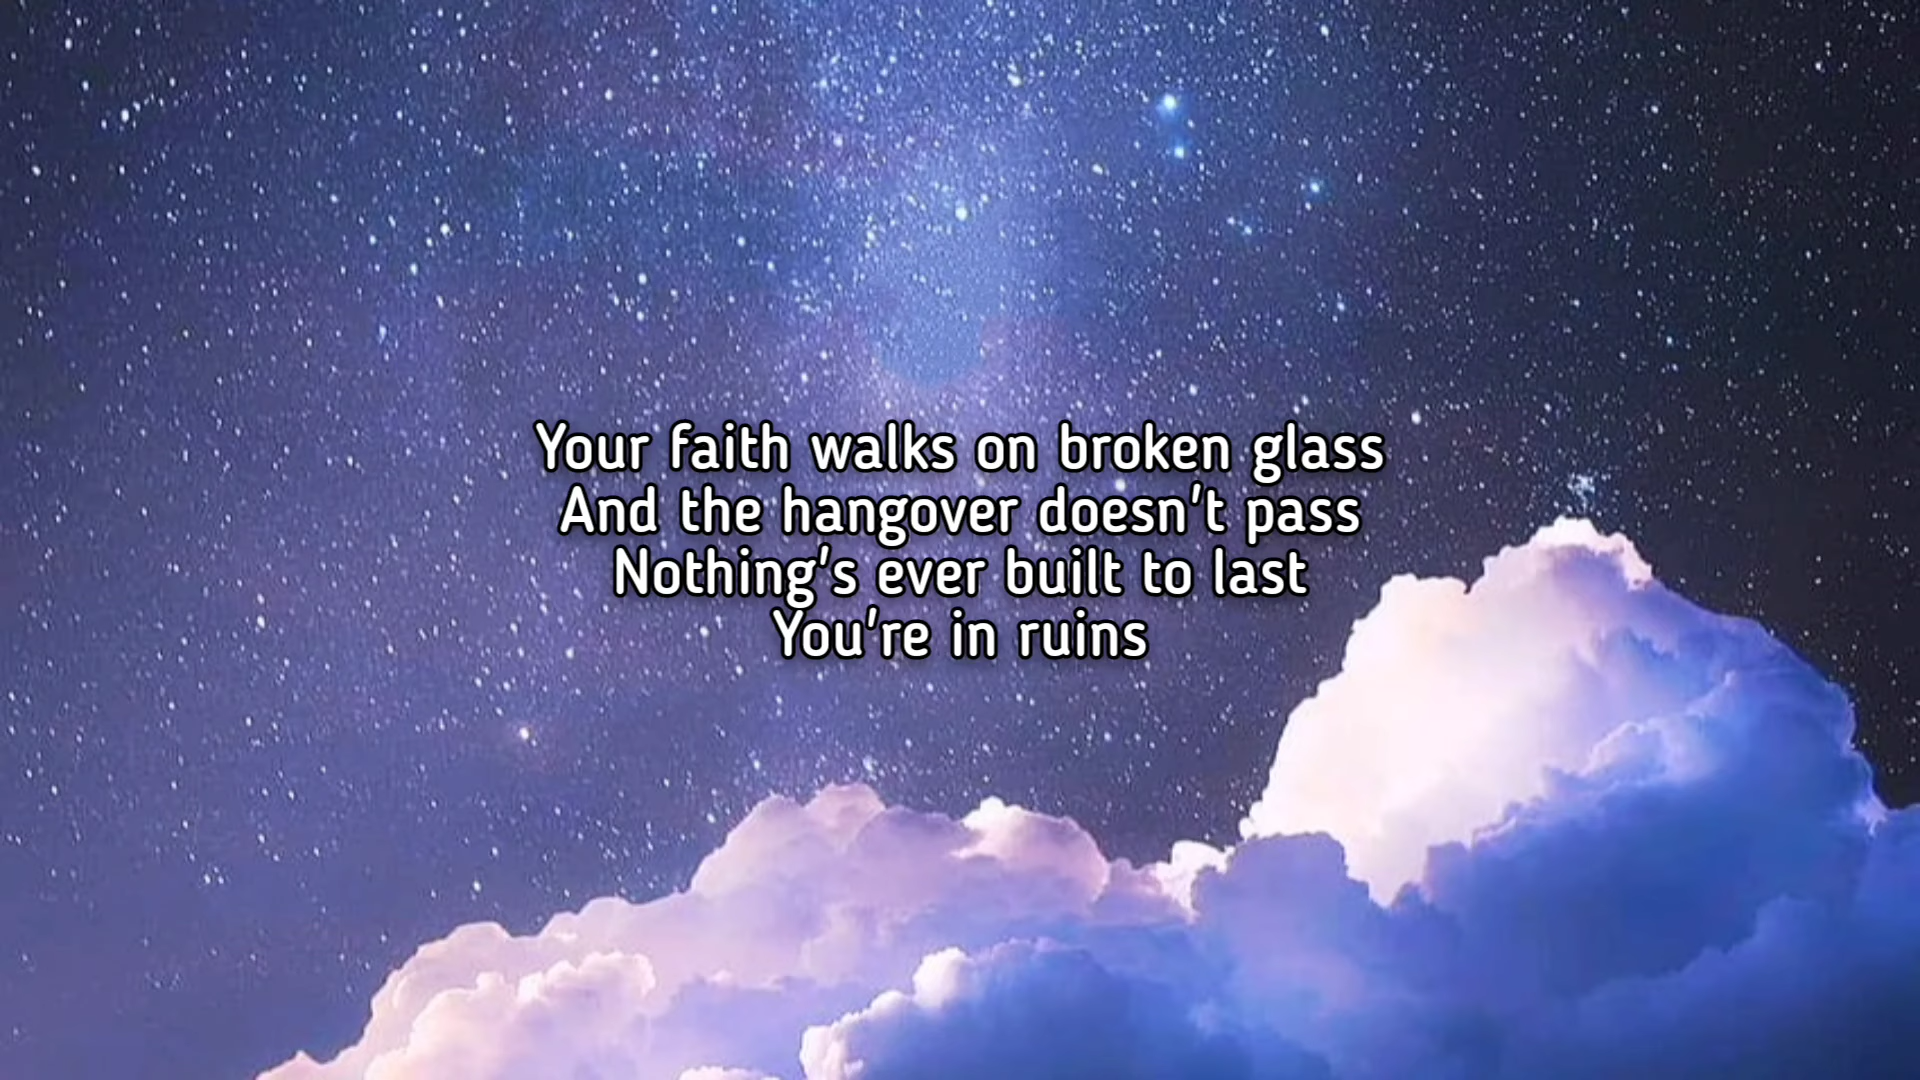 Your faith walks on broken glass
And the hangover doesn't pass
Nothing's ever built to last
You're in ruins